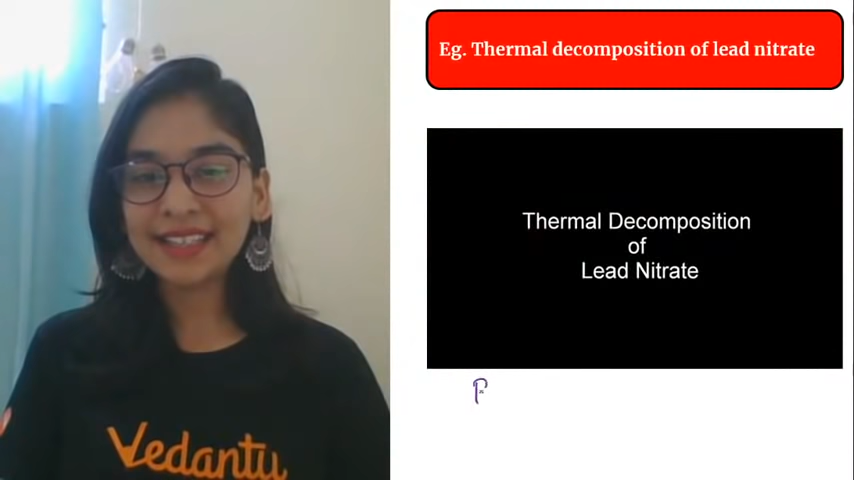 Eg. Thermal decomposition of lead nitrate
Thermal Decomposition
of
Lead Nitrate
P
Vedantu